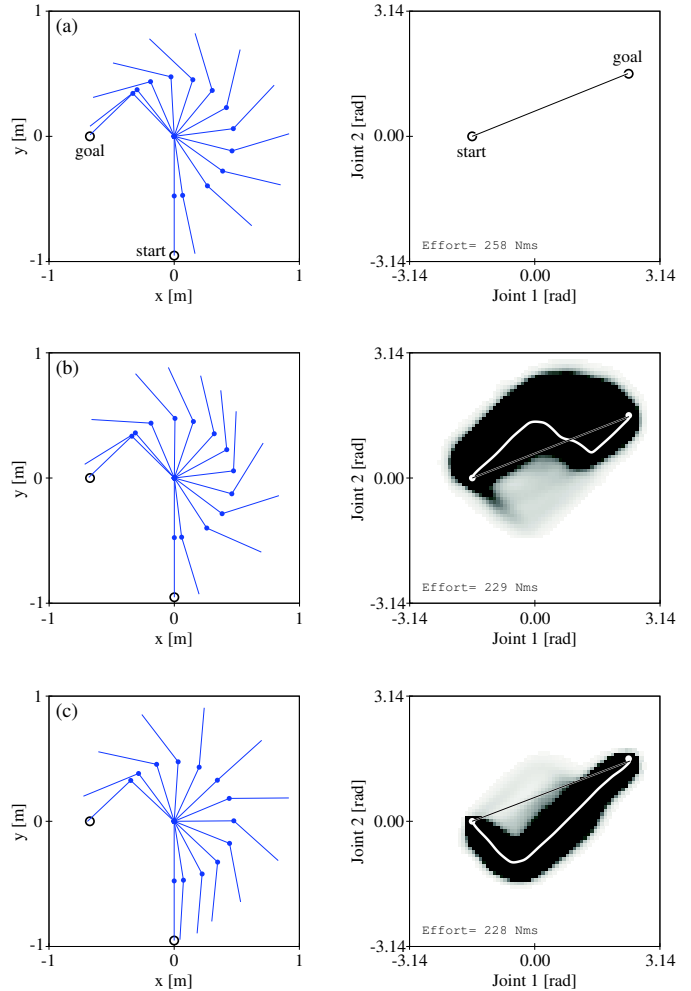 (a)
1
y [m]
0
-1
goal
start
-1
0
1
x [m]
3.14
Joint 2 [rad]
0.00
-3.14
goal
start
Effort= 258 Nms
-3.14
0.00
3.14
Joint 1 [rad]
(b)
1
y [m]
0
-1
-1
0
1
x [m]
3.14
Joint 2 [rad]
0.00
-3.14
Effort= 229 Nms
-3.14
0.00
3.14
Joint 1 [rad]
(c)
1
y [m]
0
-1
-1
0
1
x [m]
3.14
Joint 2 [rad]
0.00
-3.14
Effort= 228 Nms
-3.14
0.00
3.14
Joint 1 [rad]